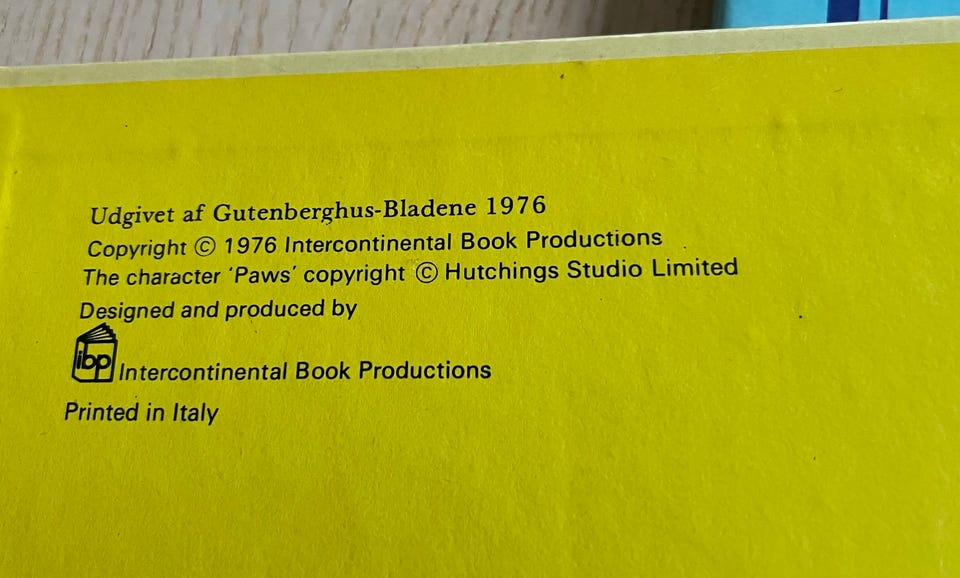 Udgivet af Gutenberghus-Bladene 1976
Copyright © 1976 Intercontinental Book Productions
The character 'Paws' copyright © Hutchings Studio Limited
Designed and produced by
ibp Intercontinental Book Productions
Printed in Italy